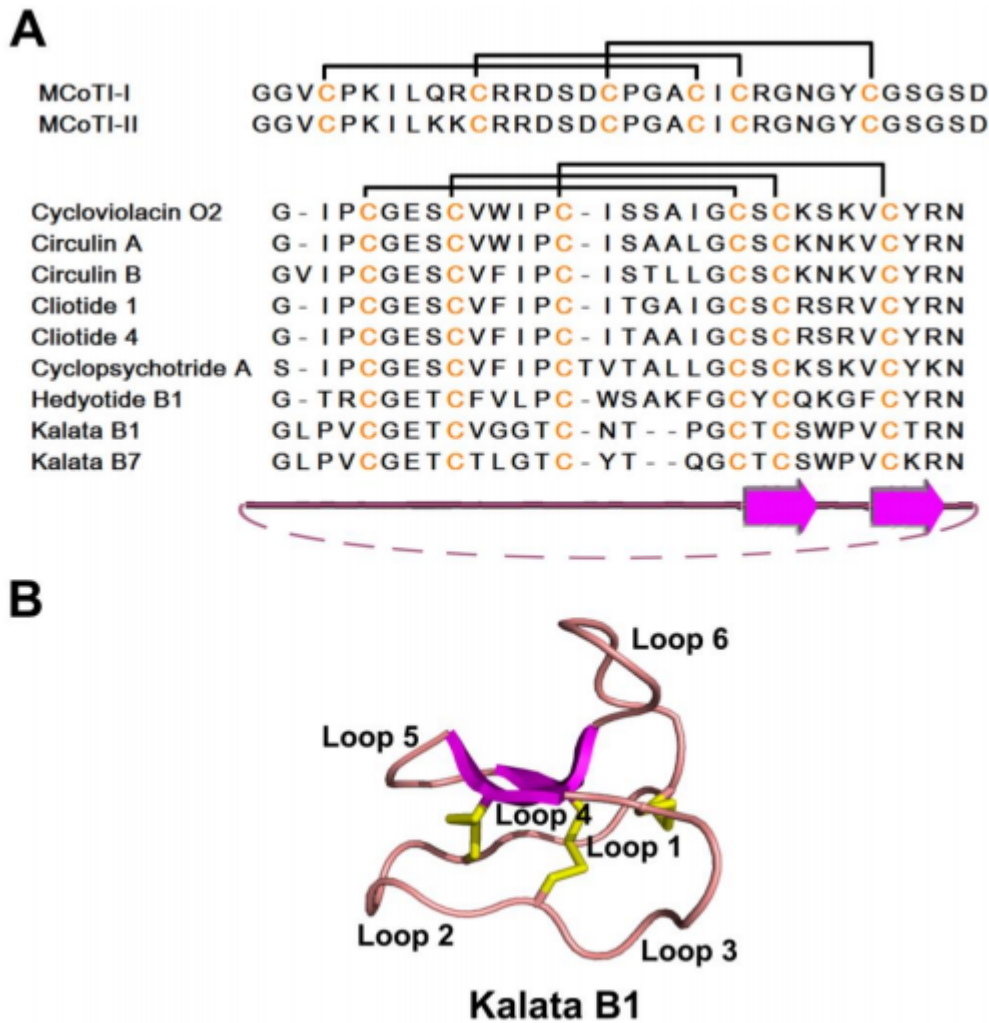 A
MCoTI-I GGVCPKILQRCRRDSDCPGACICRGNGYCGSGSD
MCoTI-II GGVCPKILKKCRRDSDCPGACICRGNGYCGSGSD
Cycloviolacin O2 G-IPCGESCVWIPC-ISSAIGCSCKSKVCYRN
Circulin A G-IPCGESCVWIPC-ISAALGCSCKNKVCYRN
Circulin B GVIPCGESCVFIPC-ISTLLGCSCKNKVCYRN
Cliotide 1 G-IPCGESCVFIPC-ITGAIGCSCRSRVCYRN
Cliotide 4 G-IPCGESCVFIPC-ITAAIGCSCRSRVCYRN
Cyclopsychotride A S-IPCGESCVFIPCTVTALLGCSCKSKVCYKN
Hedyotide B1 G-TRCGETCFVLPC-WSAKFGCYCQKGFCYRN
Kalata B1 GLPVCGETCVGGTC-NT--PGCTCSWPVCTRN
Kalata B7 GLPVCGETCTLGTC-YT--QGCTCSWPVCKRN
B
Loop 6
Loop 5
Loop 4
Loop 1
Loop 2
Loop 3
Kalata B1